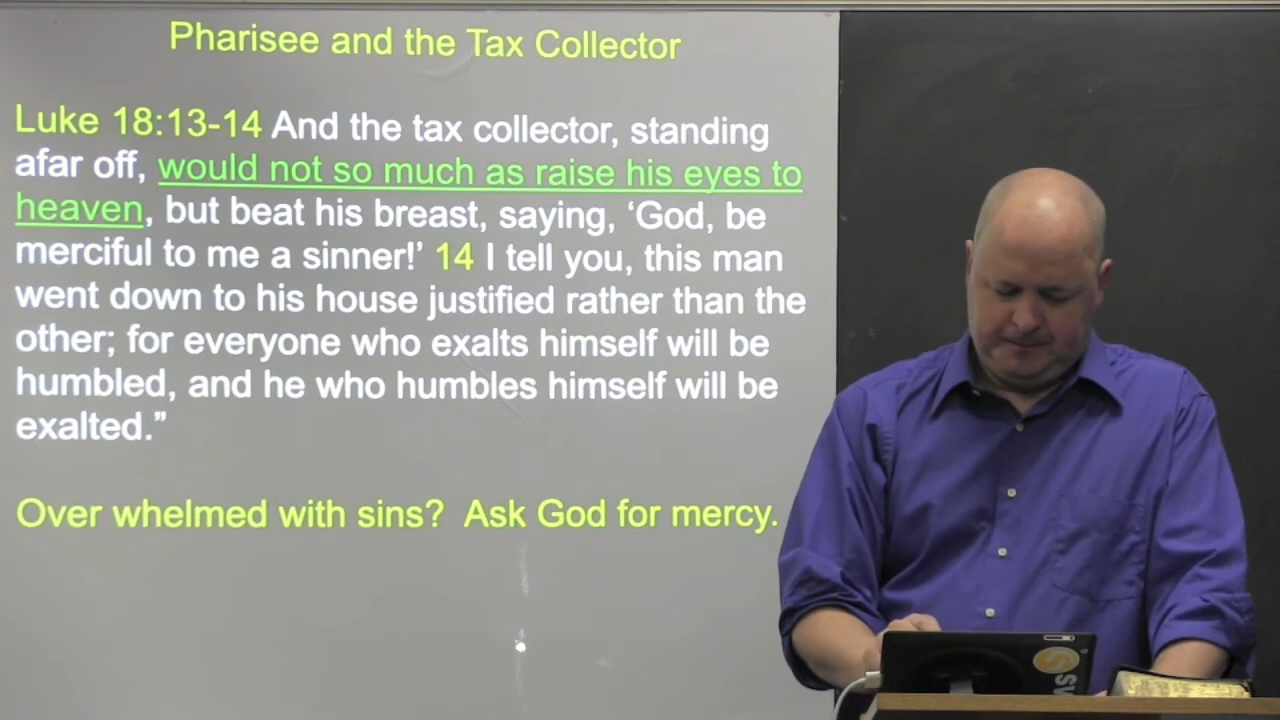 Pharisee and the Tax Collector
Luke 18:13-14 And the tax collector, standing
afar off, would not so much as raise his eyes to
heaven, but beat his breast, saying, ‘God, be
merciful to me a sinner!’ 14 I tell you, this man
went down to his house justified rather than the
other; for everyone who exalts himself will be
humbled, and he who humbles himself will be
exalted.”
Over whelmed with sins?  Ask God for mercy.